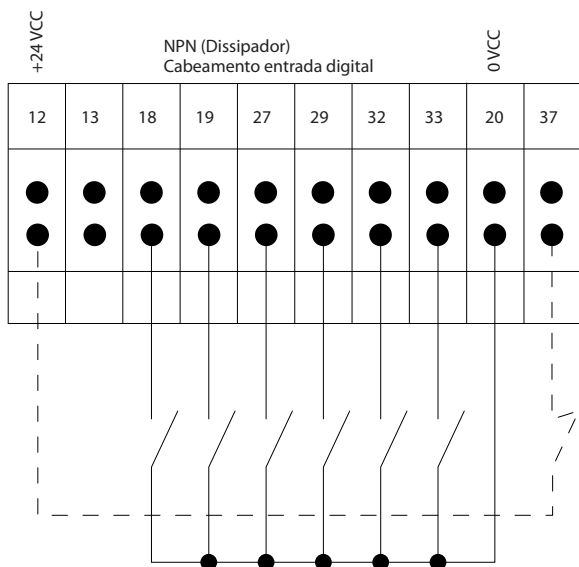 +24 VCC
NPN (Dissipador)
Cabeamento entrada digital
0 VCC
12 13 18 19 27 29 32 33 20 37